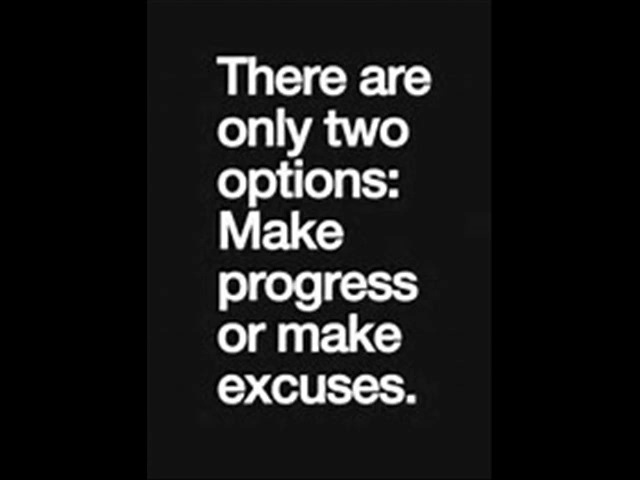 There are
only two
options:
Make
progress
or make
excuses.